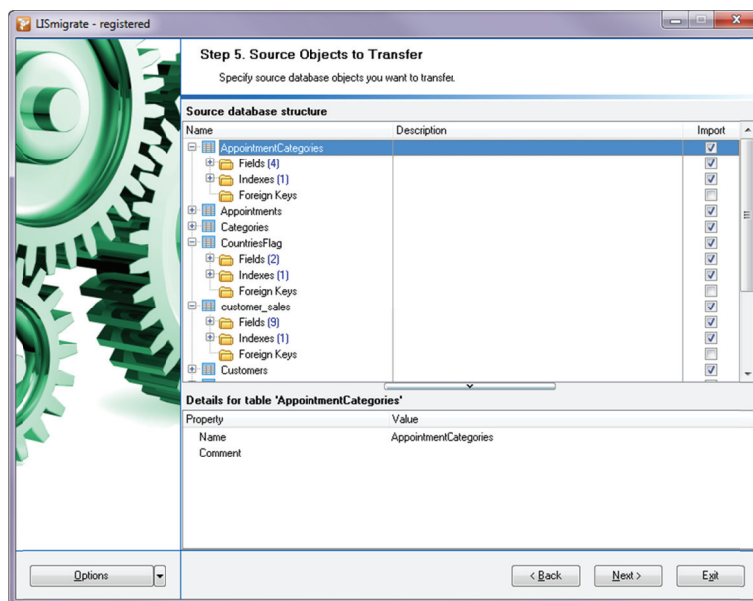 LISmigrate - registered
Step 5. Source Objects to Transfer
Specify source database objects you want to transfer.
Source database structure
Name Description Import
AppointmentCategories
Fields (4)
Indexes (1)
Foreign Keys
Appointments
Categories
CountriesFlag
Fields (2)
Indexes (1)
Foreign Keys
customer_sales
Fields (9)
Indexes (1)
Foreign Keys
Customers
Details for table 'AppointmentCategories'
Property Value
Name AppointmentCategories
Comment
Options < Back Next > Exit